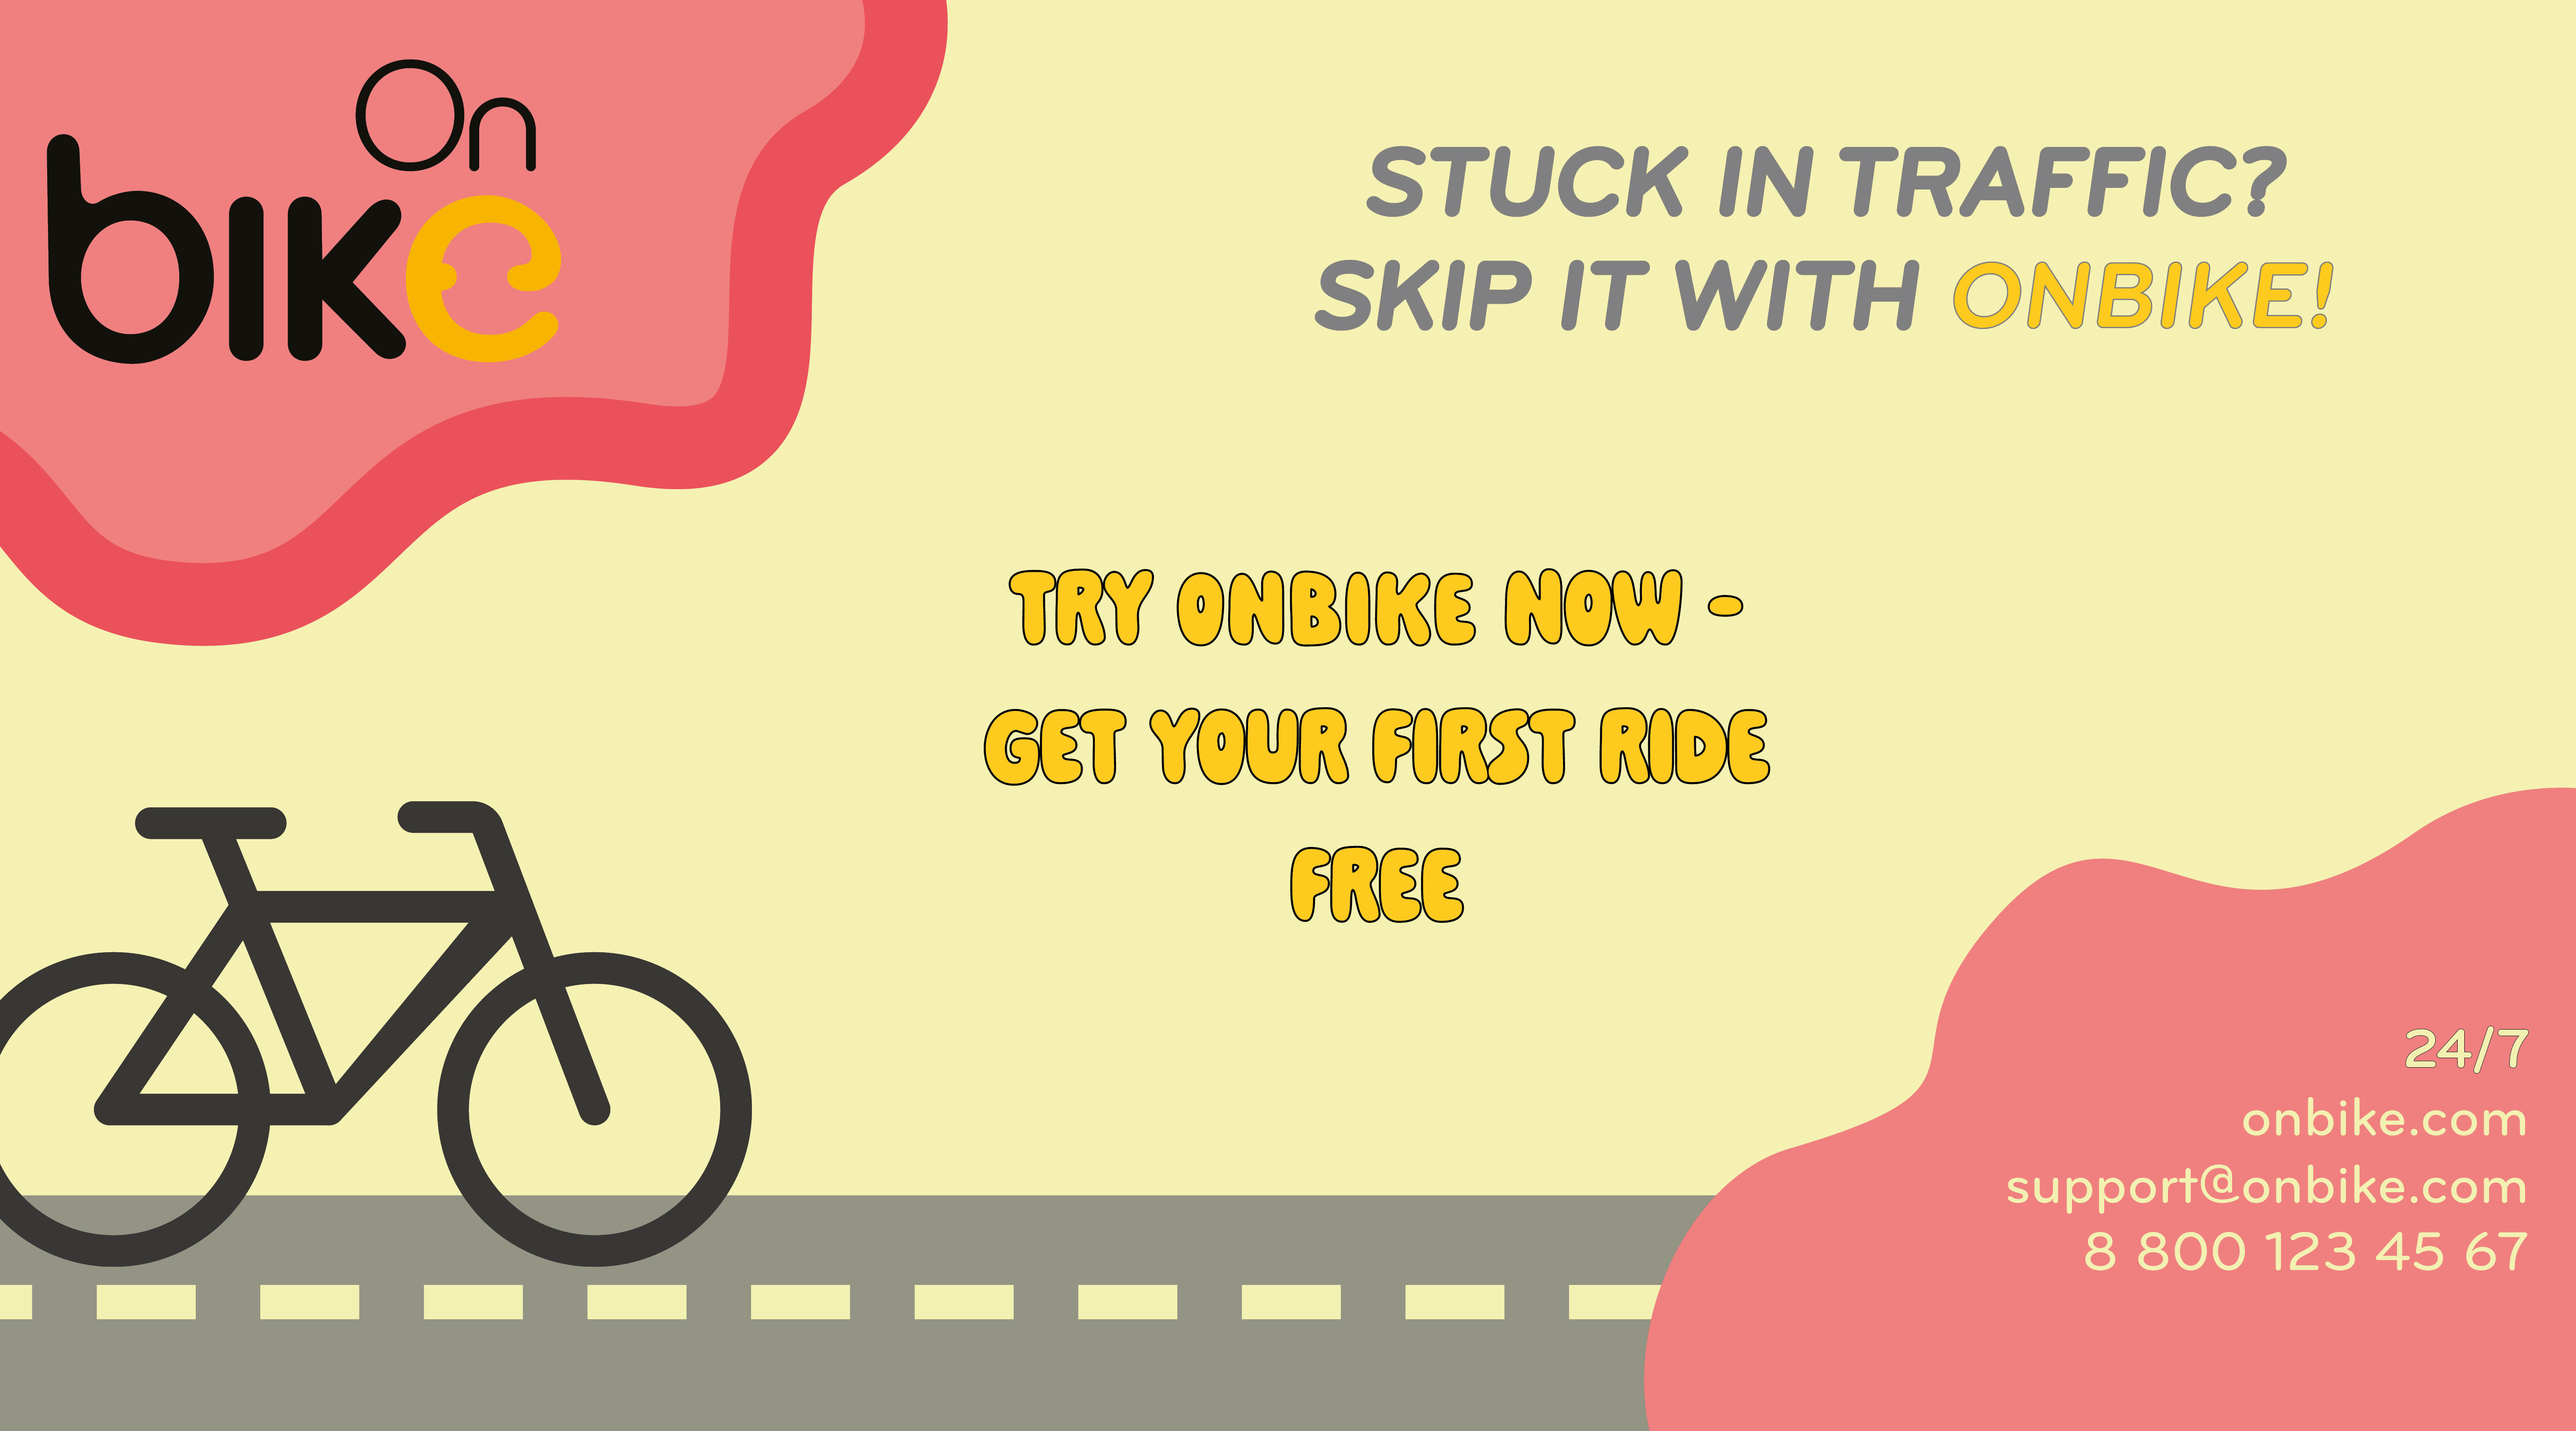 On
bike
STUCK IN TRAFFIC?
SKIP IT WITH ONBIKE!
TRY ONBIKE NOW -
GET YOUR FIRST RIDE
FREE
24/7
onbike.com
support@onbike.com
8 800 123 45 67